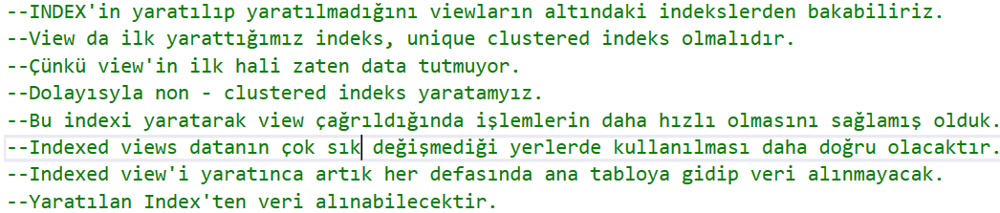 --INDEX'in yaratılıp yaratılmadığını viewların altındaki indekslerden bakabiliriz.
--View da ilk yarattığımız indeks, unique clustered indeks olmalıdır.
--Çünkü view'in ilk hali zaten data tutmuyor.
--Dolayısyla non - clustered indeks yaratamyız.
--Bu indexi yaratarak view çağrıldığında işlemlerin daha hızlı olmasını sağlamış olduk.
--Indexed views datanın çok sık değişmediği yerlerde kullanılması daha doğru olacaktır.
--Indexed view'i yaratınca artık her defasında ana tabloya gidip veri alınmayacak.
--Yaratılan Index'ten veri alınabilecektir.